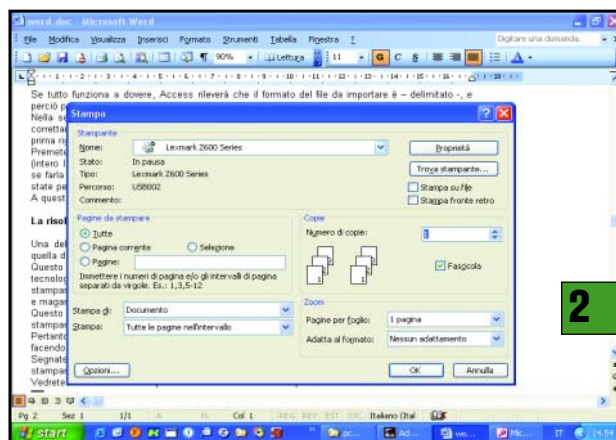 word.doc - Microsoft Word
File Modifica Visualizza Inserisci Formato Strumenti Tabella Finestra ?
Digitare una domanda.
90% Lettura 11 G C S
Se tutto funziona a dovere, Access rileverà che il formato del file da importare è – delimitato -, e
perciò p
Stampa
Nella se
corretta
prima ri
Premete
(intero l
se farla
state pe
A quest
La risol
Una del
quella d
Questo
tecnolog
stampar
e magar
Questo
stampar
Pertanto
facendo
Segnate
stampar
Vedrete
Stampante
Nome: Lexmark Z600 Series
Proprietà
Stato: In pausa
Tipo: Lexmark Z600 Series
Trova stampante...
Percorso: USB002
Stampa su file
Commento:
Stampa fronte retro
Pagine da stampare
Tutte
Pagina corrente Selezione
Pagine:
Immettere i numeri di pagina e/o gli intervalli di pagina
separati da virgole. Es.: 1,3,5-12
Copie
Numero di copie: 1
Fascicola
Stampa di: Documento
Stampa: Tutte le pagine nell'intervallo
Zoom
Pagine per foglio: 1 pagina
Adatta al formato: Nessun adattamento
Opzioni...
OK Annulla
2
Pg 2 Sez 1 1/1 Col 1 REG REV EST SSC Italiano (Ital
start pc... Ad... wo... Mic... IT 14.54